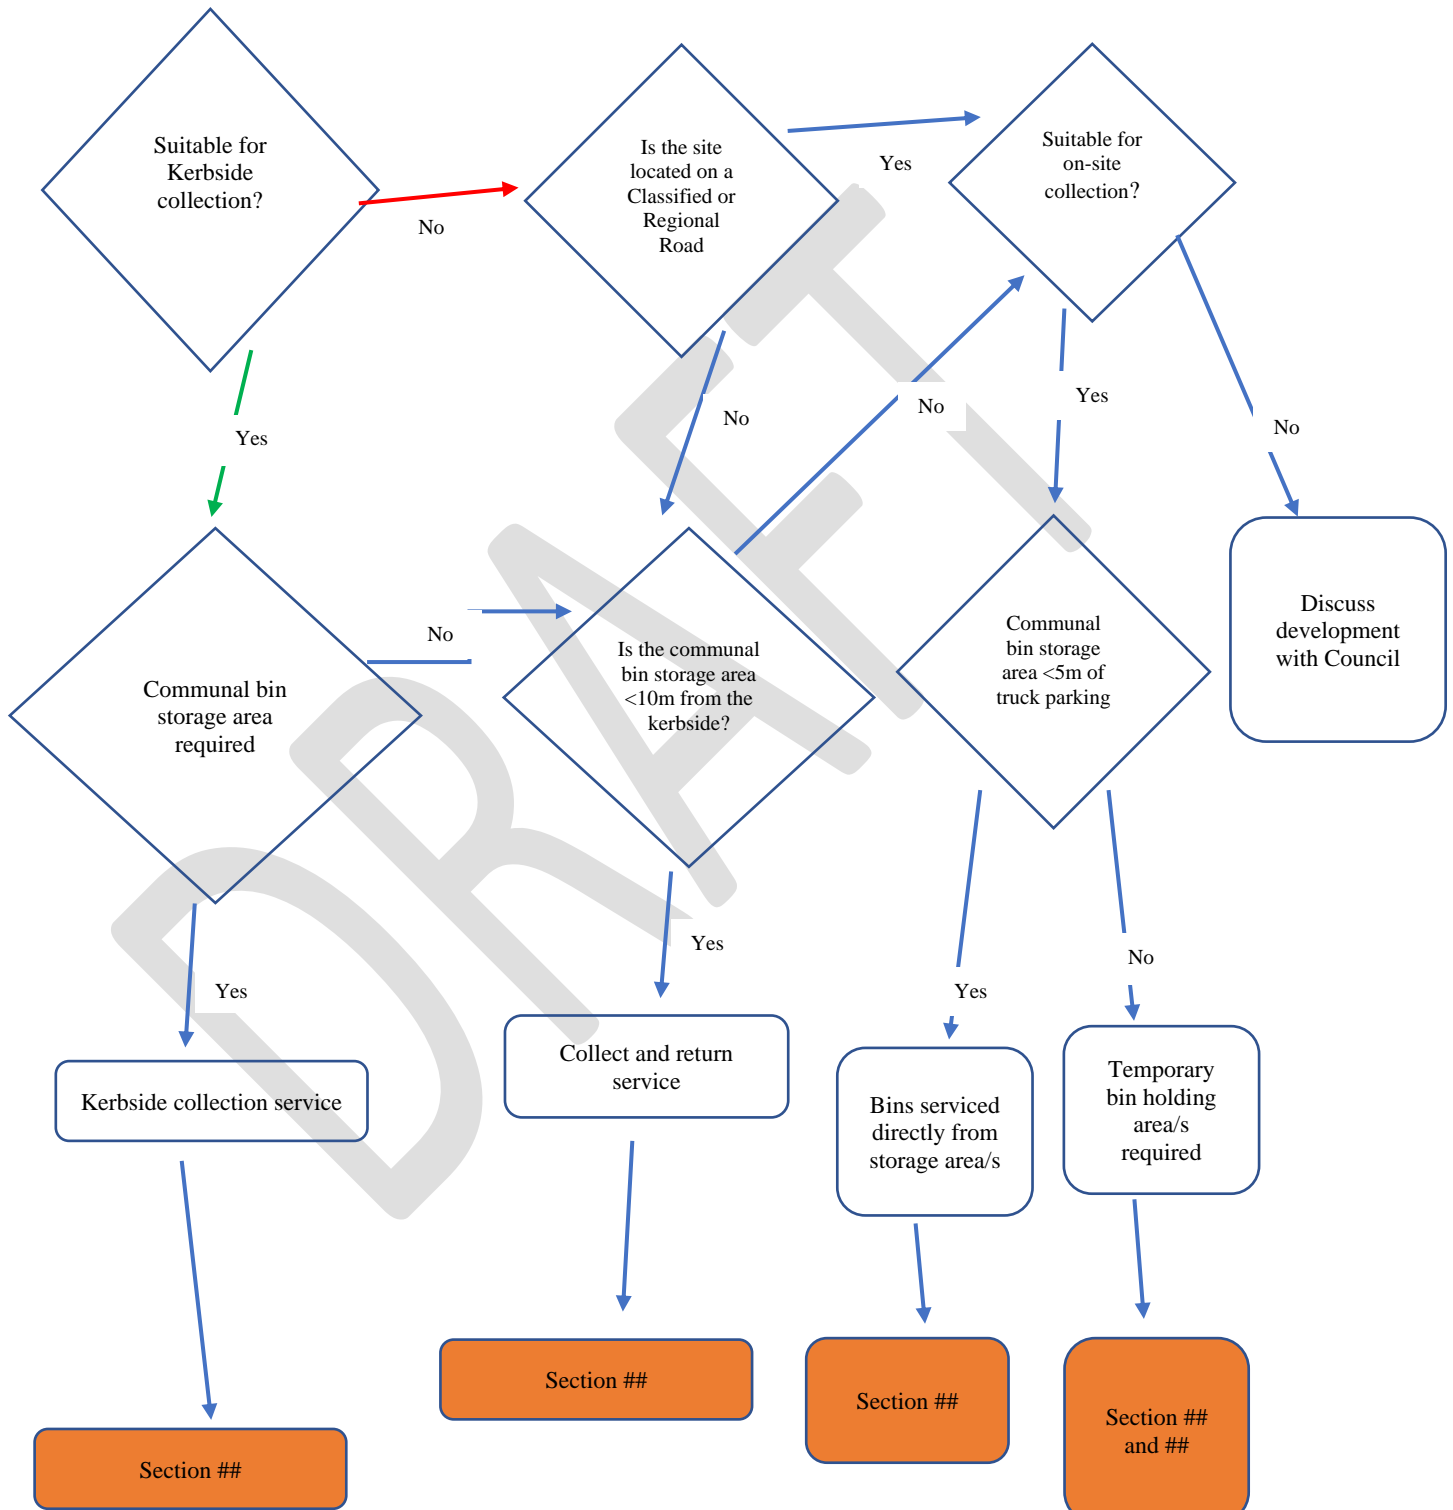 Suitable for
Kerbside
collection?
No
Yes
Is the site
located on a
Classified or
Regional
Road
Yes
No
Suitable for
on-site
collection?
Yes
No
No
Communal bin
storage area
required
No
Yes
Is the communal
bin storage area
<10m from the
kerbside?
Yes
Communal
bin storage
area <5m of
truck parking
Yes
No
Discuss
development
with Council
Kerbside collection service
Collect and return
service
Bins serviced
directly from
storage area/s
Temporary
bin holding
area/s
required
Section ##
Section ##
Section ##
Section ##
and ##
DRAFT